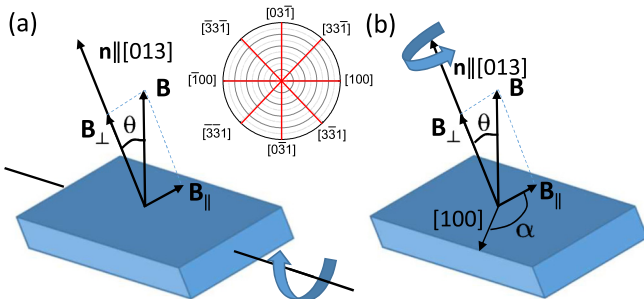 (a)
n∥[013]
B
B⊥
θ
B∥
[031̄]
[3̄31̄] [331̄]
[1̄00] [100]
[3̄3̄1] [33̄1]
[03̄1]
(b)
n∥[013]
B
B⊥
θ
B∥
[100]
α